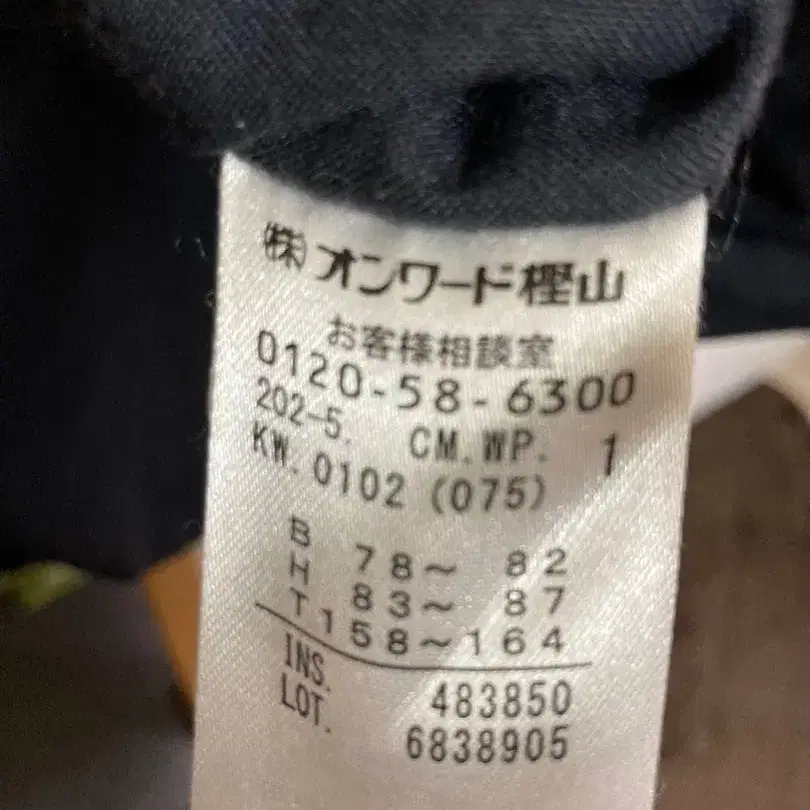 ㈱オンワード樫山
お客様相談室
0120-58-6300
202-5. CM.WP. 1
KW.0102 (075)
B 78～ 82
H 83～ 87
T 158～164
INS. 483850
LOT. 6838905